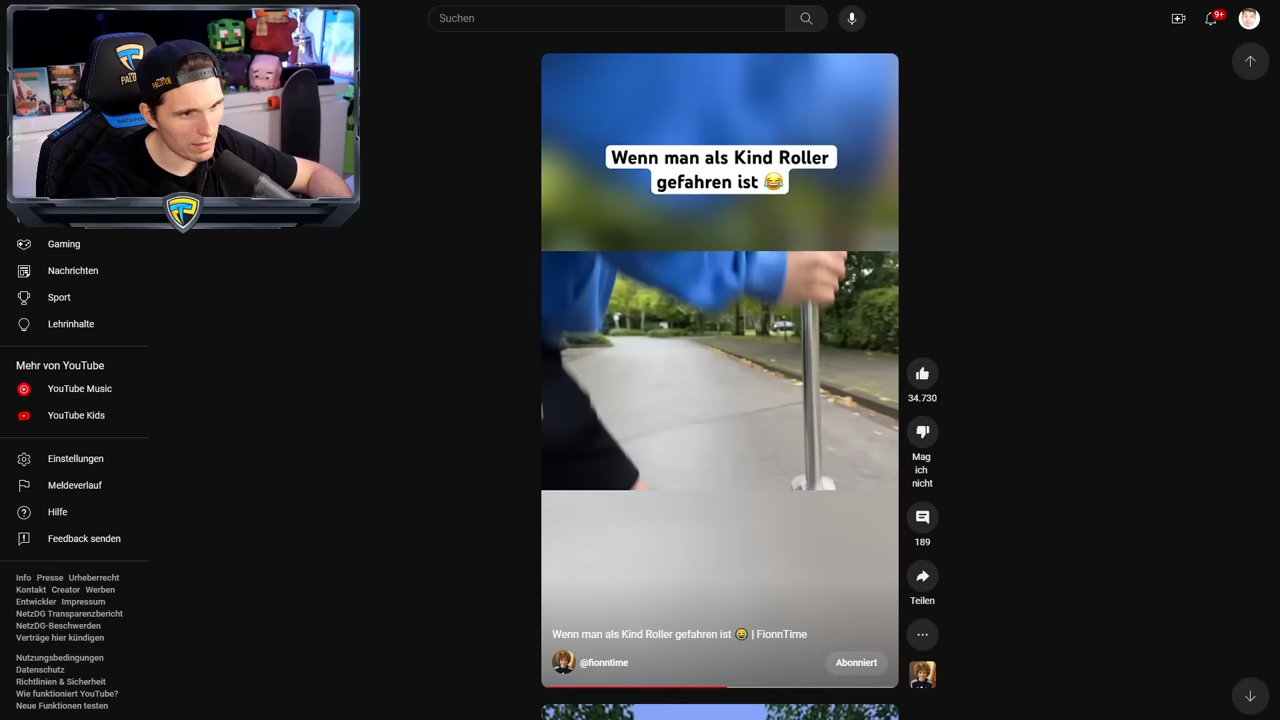 Suchen
9+
PALUTEN
Wenn man als Kind Roller
gefahren ist 😂
Gaming
Nachrichten
Sport
Lehrinhalte
Mehr von YouTube
YouTube Music
YouTube Kids
Einstellungen
Meldeverlauf
Hilfe
Feedback senden
Info Presse Urheberrecht
Kontakt Creator Werben
Entwickler Impressum
NetzDG Transparenzbericht
NetzDG-Beschwerden
Verträge hier kündigen
Nutzungsbedingungen
Datenschutz
Richtlinien & Sicherheit
Wie funktioniert YouTube?
Neue Funktionen testen
34.730
Mag
ich
nicht
189
Teilen
Wenn man als Kind Roller gefahren ist 😂 | FionnTime
@fionntime
Abonniert